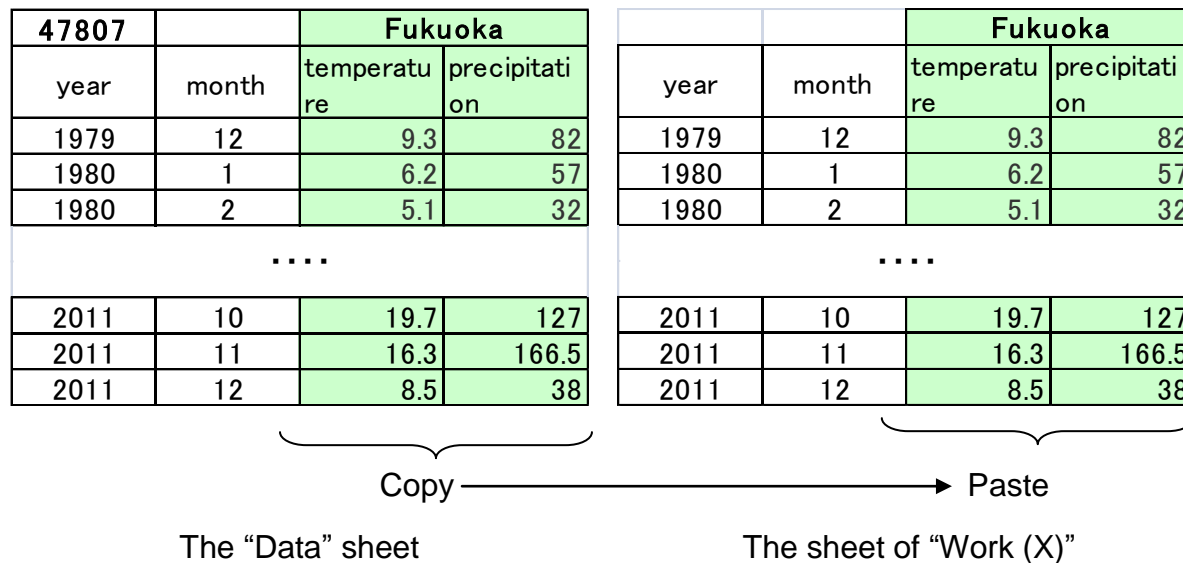 47807 Fukuoka
year month temperatu precipitati
re on
1979 12 9.3 82
1980 1 6.2 57
1980 2 5.1 32
....
2011 10 19.7 127
2011 11 16.3 166.5
2011 12 8.5 38
Copy
The “Data” sheet
Fukuoka
year month temperatu precipitati
re on
1979 12 9.3 82
1980 1 6.2 57
1980 2 5.1 32
....
2011 10 19.7 127
2011 11 16.3 166.5
2011 12 8.5 38
Paste
The sheet of “Work (X)”